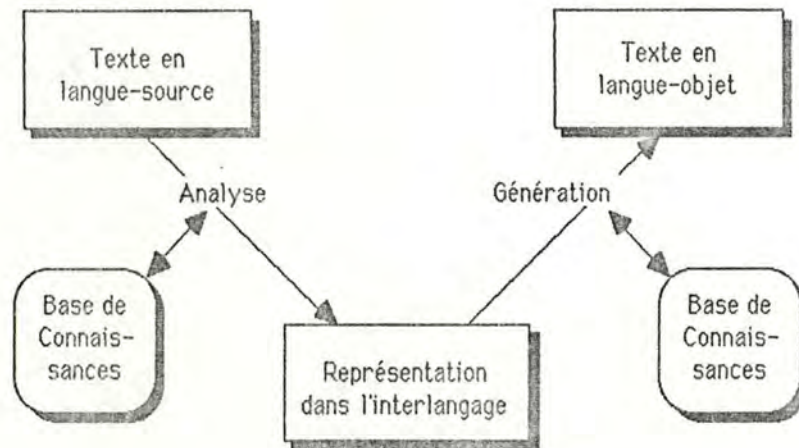 Texte en
langue-source
Texte en
langue-objet
Analyse
Génération
Base de
Connais-
sances
Représentation
dans l'interlangage
Base de
Connais-
sances